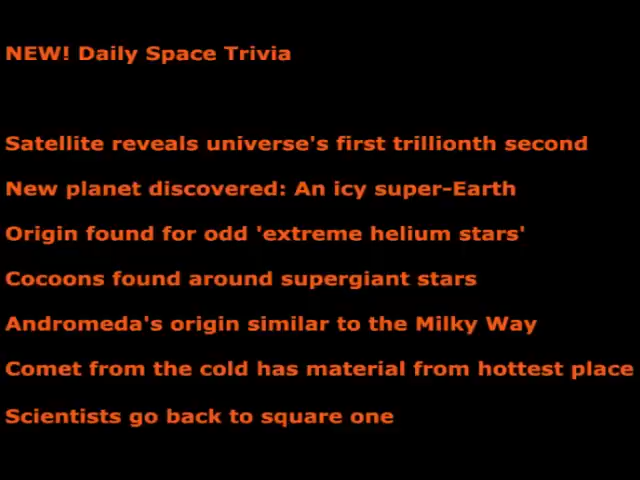 NEW! Daily Space Trivia
Satellite reveals universe's first trillionth second
New planet discovered: An icy super-Earth
Origin found for odd 'extreme helium stars'
Cocoons found around supergiant stars
Andromeda's origin similar to the Milky Way
Comet from the cold has material from hottest place
Scientists go back to square one